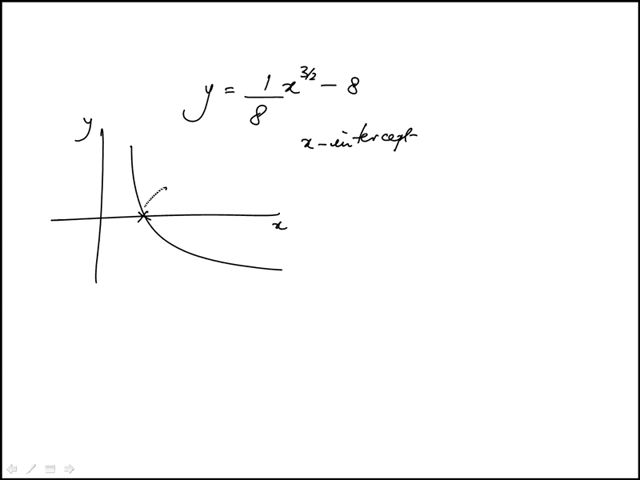 y = 1/8 x^{3/2} - 8
x-intercept
y
x